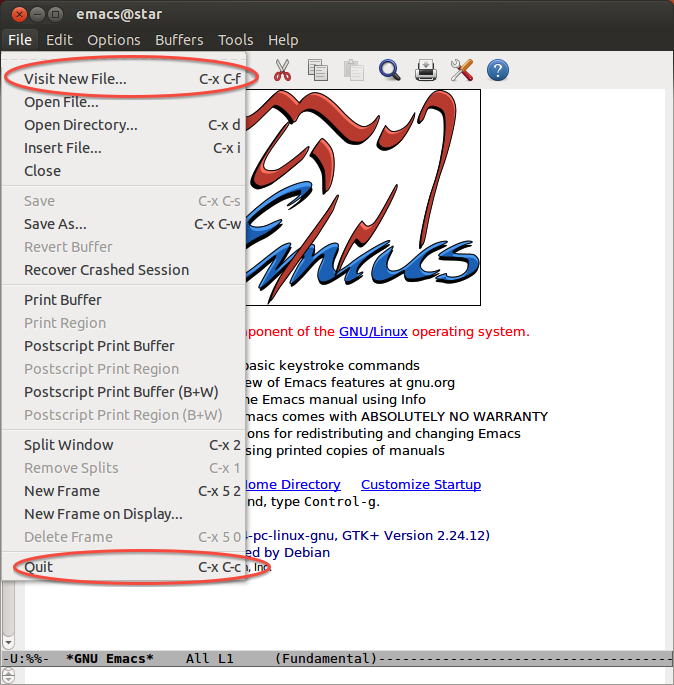 emacs@star
File Edit Options Buffers Tools Help
Visit New File... C-x C-f
Open File...
Open Directory... C-x d
Insert File... C-x i
Close
Save C-x C-s
Save As... C-x C-w
Revert Buffer
Recover Crashed Session
Print Buffer
Print Region
Postscript Print Buffer
Postscript Print Region
Postscript Print Buffer (B+W)
Postscript Print Region (B+W)
Split Window C-x 2
Remove Splits C-x 1
New Frame C-x 5 2
New Frame on Display...
Delete Frame C-x 5 0
Quit C-x C-c
Emacs
ponent of the GNU/Linux operating system.
basic keystroke commands
ew of Emacs features at gnu.org
he Emacs manual using Info
macs comes with ABSOLUTELY NO WARRANTY
ons for redistributing and changing Emacs
sing printed copies of manuals
ome Directory Customize Startup
nd, type Control-g.
4-pc-linux-gnu, GTK+ Version 2.24.12)
ed by Debian
n, Inc.
-U:%%- *GNU Emacs* All L1 (Fundamental)------------------------------------